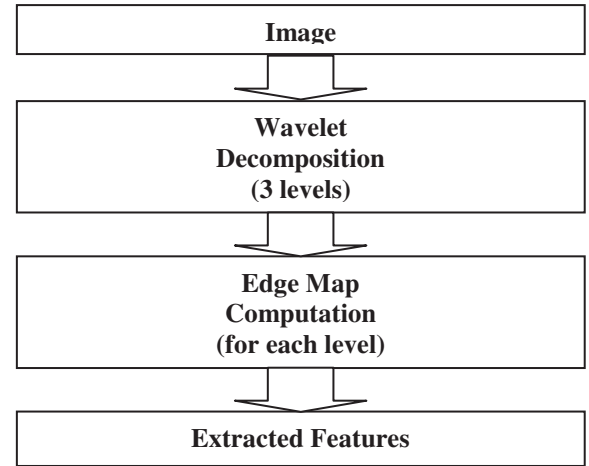 Image
Wavelet
Decomposition
(3 levels)
Edge Map
Computation
(for each level)
Extracted Features